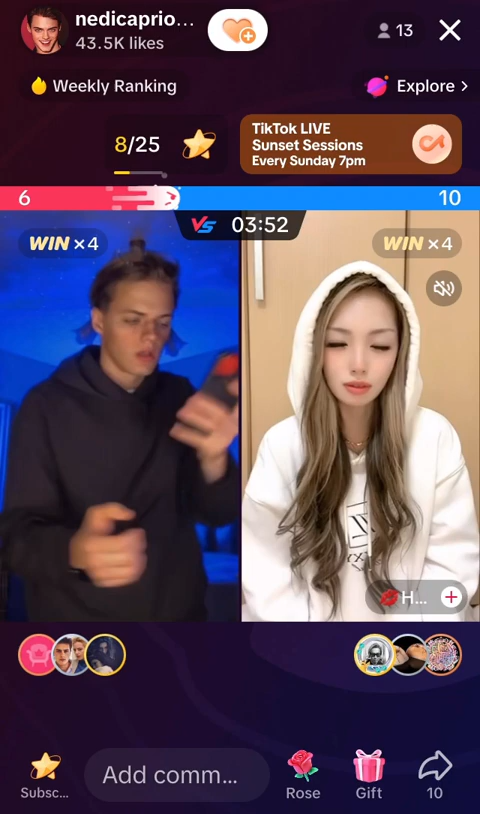 nedicaprio...
43.5K likes
13
Weekly Ranking
Explore >
8/25
TikTok LIVE
Sunset Sessions
Every Sunday 7pm
6
10
VS 03:52
WIN ×4
WIN ×4
H...
Subsc...
Add comm...
Rose
Gift
10